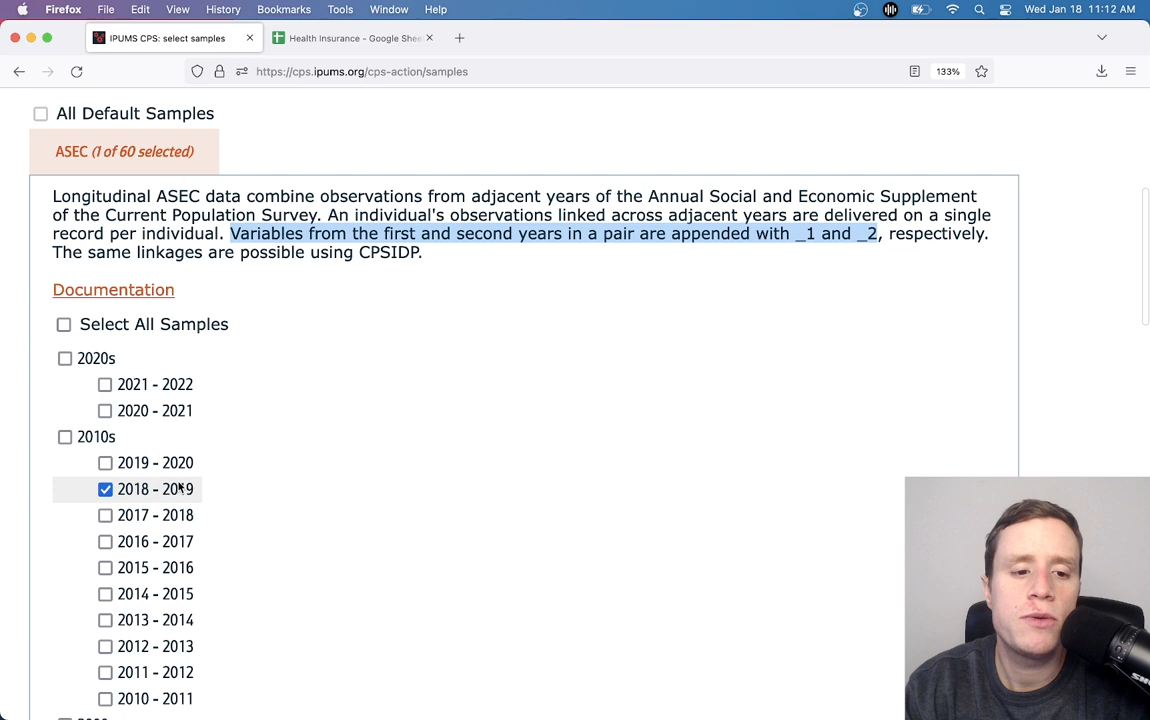 Firefox File Edit View History Bookmarks Tools Window Help Wed Jan 18 11:12 AM
IPUMS CPS: select samples Health Insurance - Google Shee
https://cps.ipums.org/cps-action/samples 133%
All Default Samples
ASEC (1 of 60 selected)
Longitudinal ASEC data combine observations from adjacent years of the Annual Social and Economic Supplement
of the Current Population Survey. An individual's observations linked across adjacent years are delivered on a single
record per individual. Variables from the first and second years in a pair are appended with _1 and _2, respectively.
The same linkages are possible using CPSIDP.
Documentation
Select All Samples
2020s
2021 - 2022
2020 - 2021
2010s
2019 - 2020
2018 - 2019
2017 - 2018
2016 - 2017
2015 - 2016
2014 - 2015
2013 - 2014
2012 - 2013
2011 - 2012
2010 - 2011